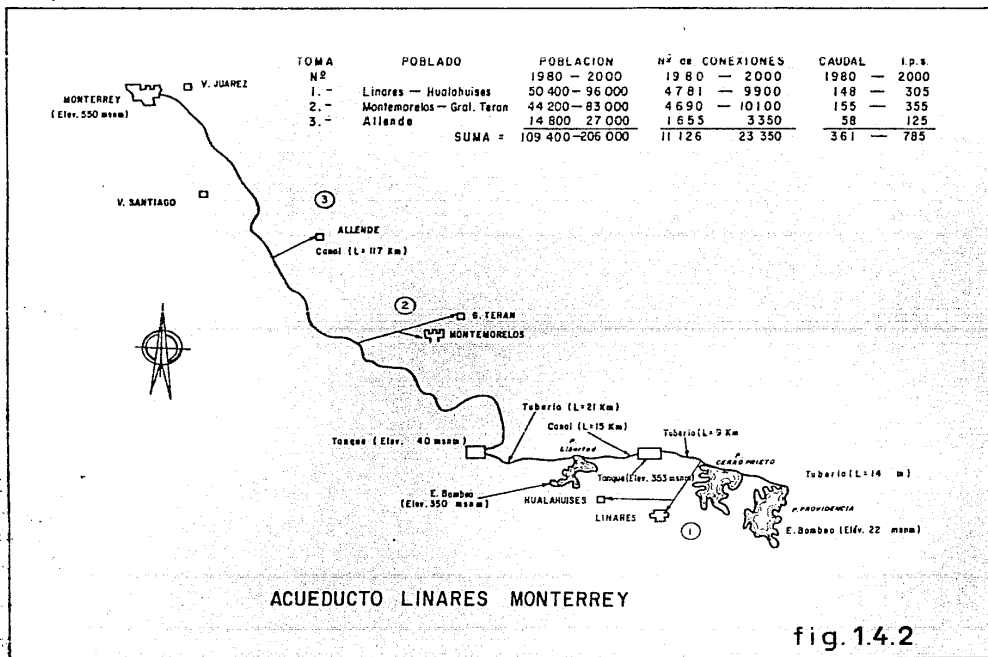 TOMA POBLADO POBLACION Nº de CONEXIONES CAUDAL l.p.s.
Nº 1980 — 2000 1980 — 2000 1980 — 2000
1.- Linares — Hualahuises 50 400 — 96 000 4781 — 9900 148 — 305
2.- Montemorelos — Gral. Teran 44 200 — 83 000 4690 — 10100 155 — 355
3.- Allende 14 800 27 000 1655 3350 58 125
SUMA = 109 400 — 206 000 11 126 23 350 361 — 785
V. JUAREZ
MONTERREY
(Elev. 550 msnm)
V. SANTIAGO
3
ALLENDE
Canal (L= 117 Km)
2
G. TERAN
MONTEMORELOS
Tuberia (L=21 Km)
Canal (L=15 Km)
Tuberia (L=9 Km
Tanque (Elev. 40 msnm)
P. Libertad
P. CERRO PRIETO
Tuberia (L=14 m)
Tanque (Elev. 353 msnm)
E. Bombeo
(Elev. 350 msnm)
HUALAHUISES
LINARES
P. PROVIDENCIA
1
E. Bombeo (Elév. 22 msnm)
ACUEDUCTO LINARES MONTERREY
fig. 1.4.2